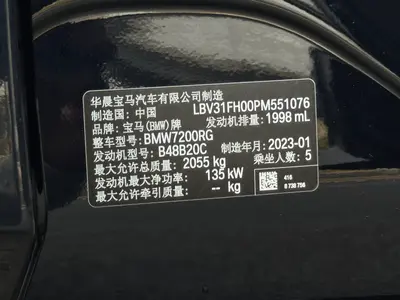 华晨宝马汽车有限公司制造
制造国：中国 LBV31FH00PM551076
品牌：宝马(BMW)牌 发动机排量：1998 mL
整车型号：BMW7200RG
发动机型号：B48B20C 制造年月：2023-01
最大允许总质量：2055 kg 乘坐人数：5
发动机最大净功率：135 kW
最大允许牵引质量：-- kg
416
8 738 756